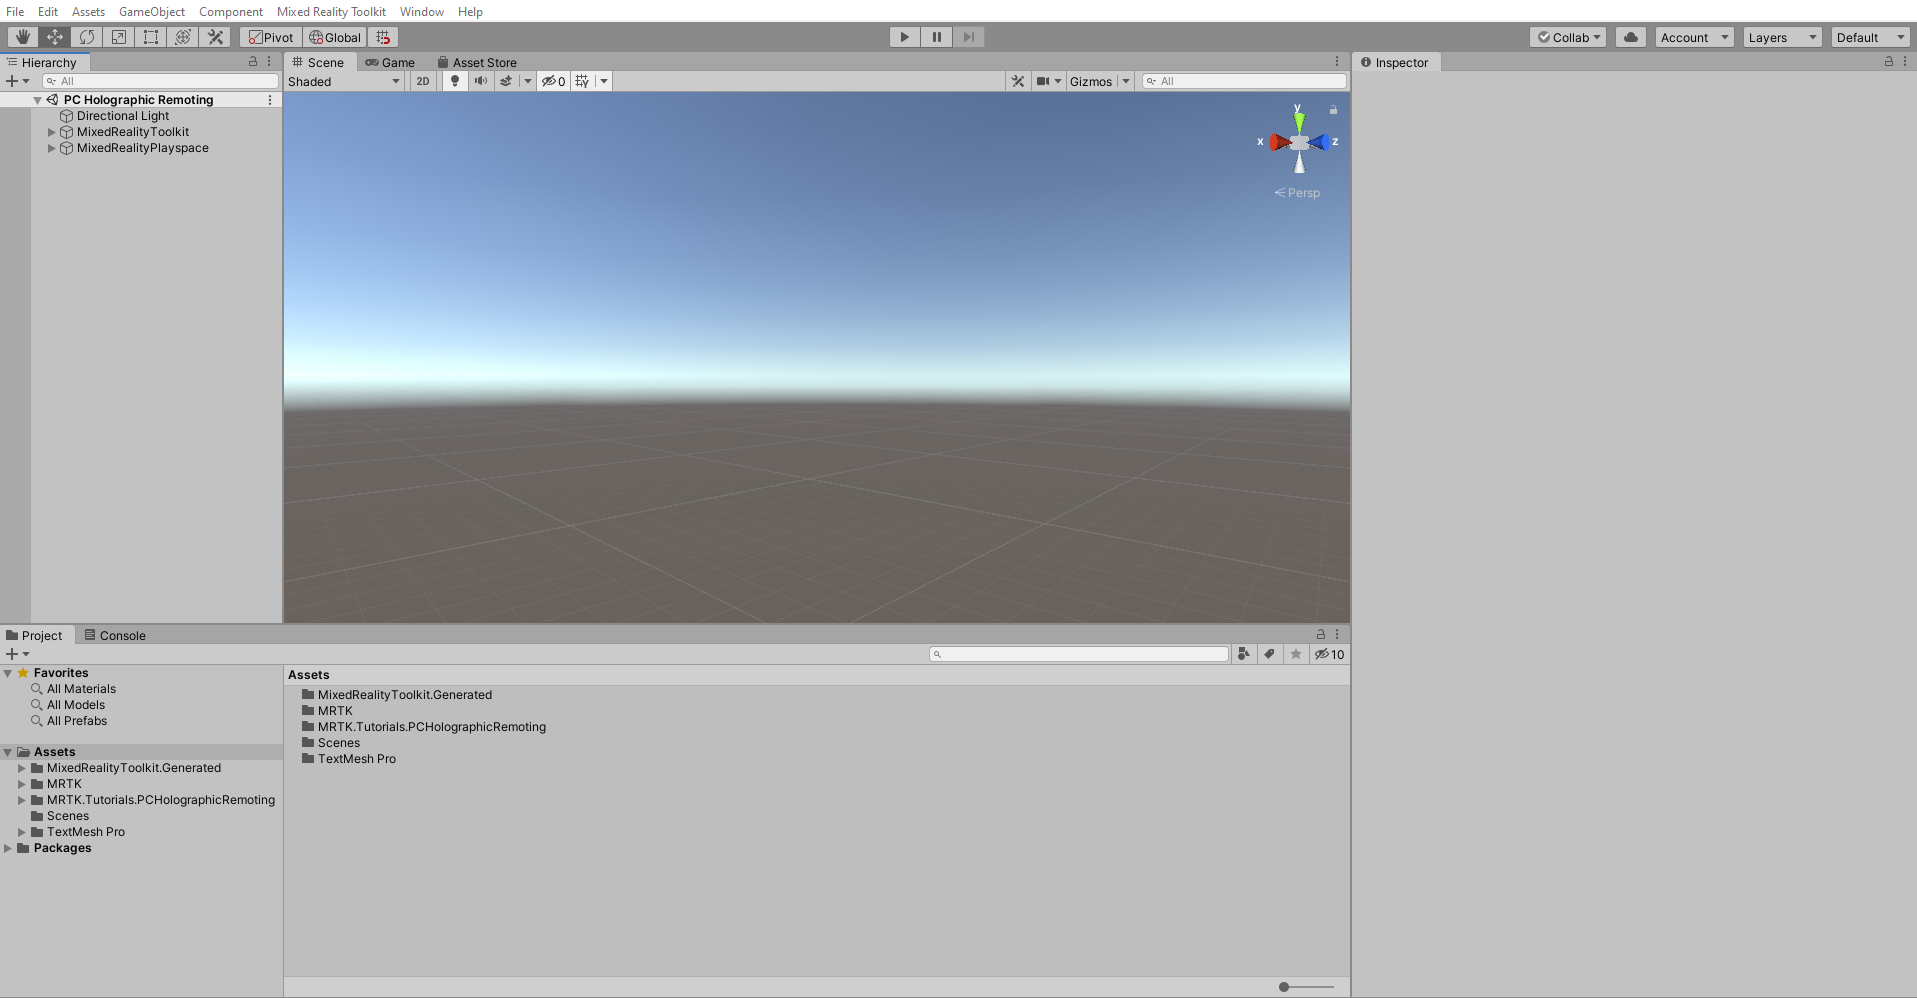 File Edit Assets GameObject Component Mixed Reality Toolkit Window Help
Pivot Global Collab Account Layers Default
Hierarchy
All
PC Holographic Remoting
Directional Light
MixedRealityToolkit
MixedRealityPlayspace
Scene Game Asset Store
Shaded 2D 0 Gizmos All
y
x z
Persp
Inspector
Project Console
10
Favorites
All Materials
All Models
All Prefabs
Assets
MixedRealityToolkit.Generated
MRTK
MRTK.Tutorials.PCHolographicRemoting
Scenes
TextMesh Pro
Packages
Assets
MixedRealityToolkit.Generated
MRTK
MRTK.Tutorials.PCHolographicRemoting
Scenes
TextMesh Pro